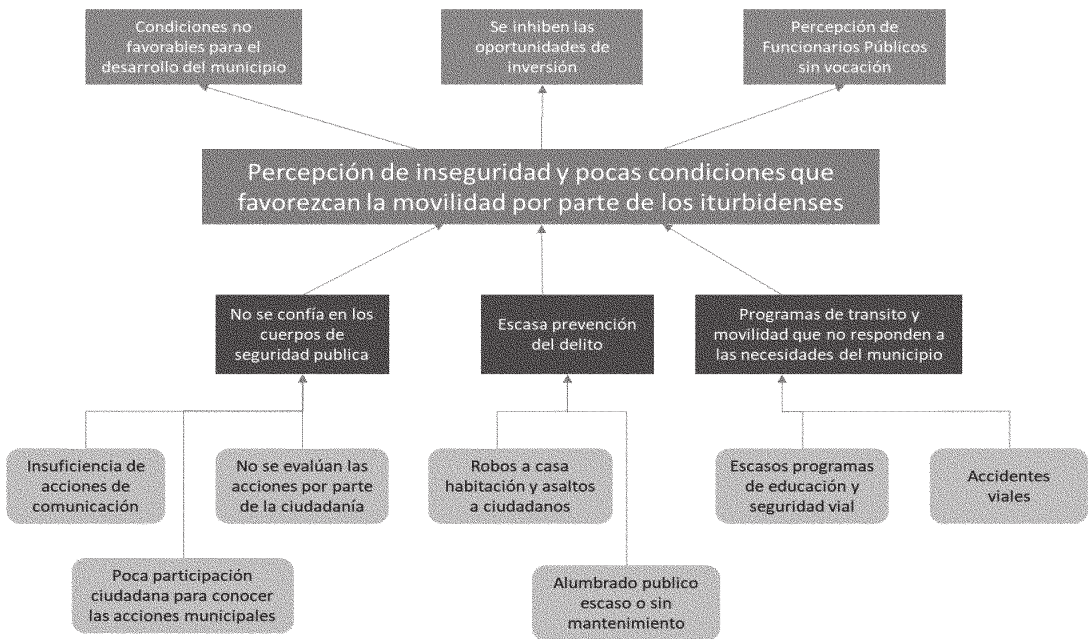 Condiciones no
favorables para el
desarrollo del municipio
Se inhiben las
oportunidades de
inversión
Percepción de
Funcionarios Públicos
sin vocación
Percepción de inseguridad y pocas condiciones que
favorezcan la movilidad por parte de los iturbidenses
No se confía en los
cuerpos de
seguridad publica
Escasa prevención
del delito
Programas de transito y
movilidad que no responden a
las necesidades del municipio
Insuficiencia de
acciones de
comunicación
No se evalúan las
acciones por parte
de la ciudadanía
Robos a casa
habitación y asaltos
a ciudadanos
Escasos programas
de educación y
seguridad vial
Accidentes
viales
Poca participación
ciudadana para conocer
las acciones municipales
Alumbrado publico
escaso o sin
mantenimiento